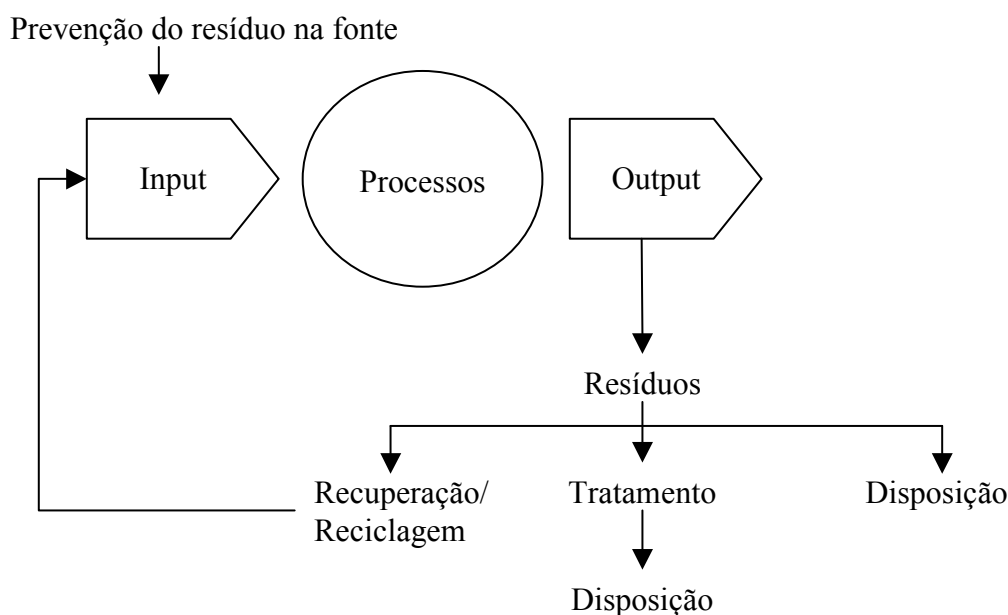 Prevenção do resíduo na fonte
Input
Processos
Output
Resíduos
Recuperação/
Reciclagem
Tratamento
Disposição
Disposição